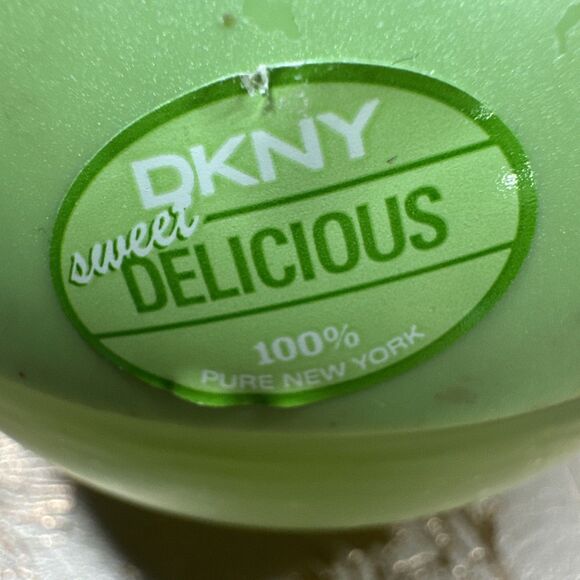 DKNY
sweet
DELICIOUS
100%
PURE NEW YORK